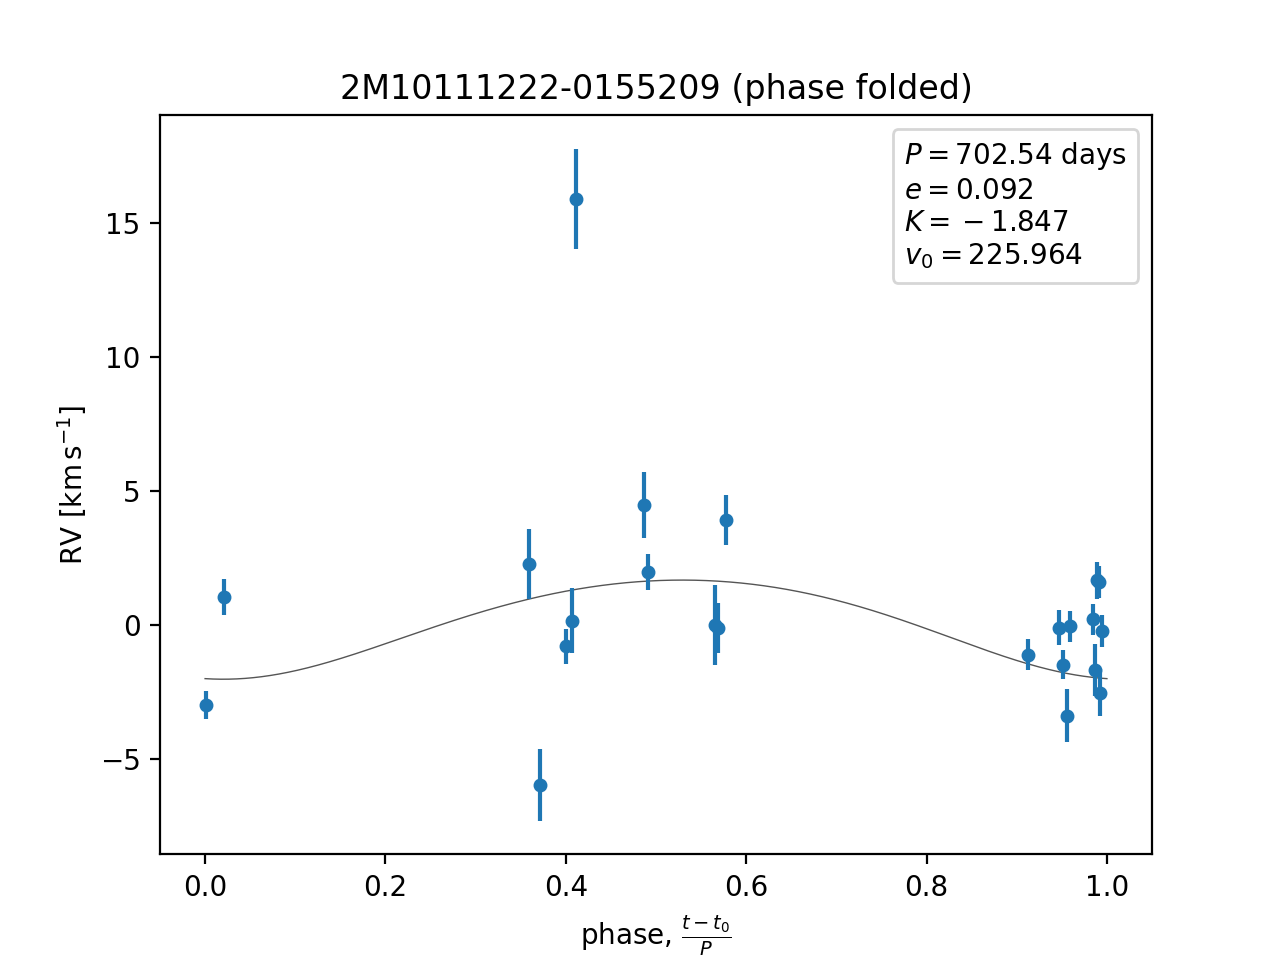 2M10111222-0155209 (phase folded)
P = 702.54 days
e = 0.092
K = −1.847
v₀ = 225.964
15
10
5
0
−5
RV [km s⁻¹]
0.0 0.2 0.4 0.6 0.8 1.0
phase, (t − t₀)/P